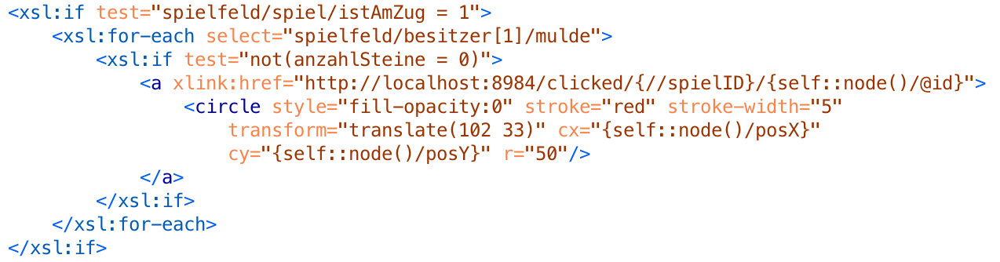 <xsl:if test="spielfeld/spiel/istAmZug = 1">
    <xsl:for-each select="spielfeld/besitzer[1]/mulde">
        <xsl:if test="not(anzahlSteine = 0)">
            <a xlink:href="http://localhost:8984/clicked/{//spielID}/{self::node()/@id}">
                <circle style="fill-opacity:0" stroke="red" stroke-width="5"
                    transform="translate(102 33)" cx="{self::node()/posX}"
                    cy="{self::node()/posY}" r="50"/>
            </a>
        </xsl:if>
    </xsl:for-each>
</xsl:if>